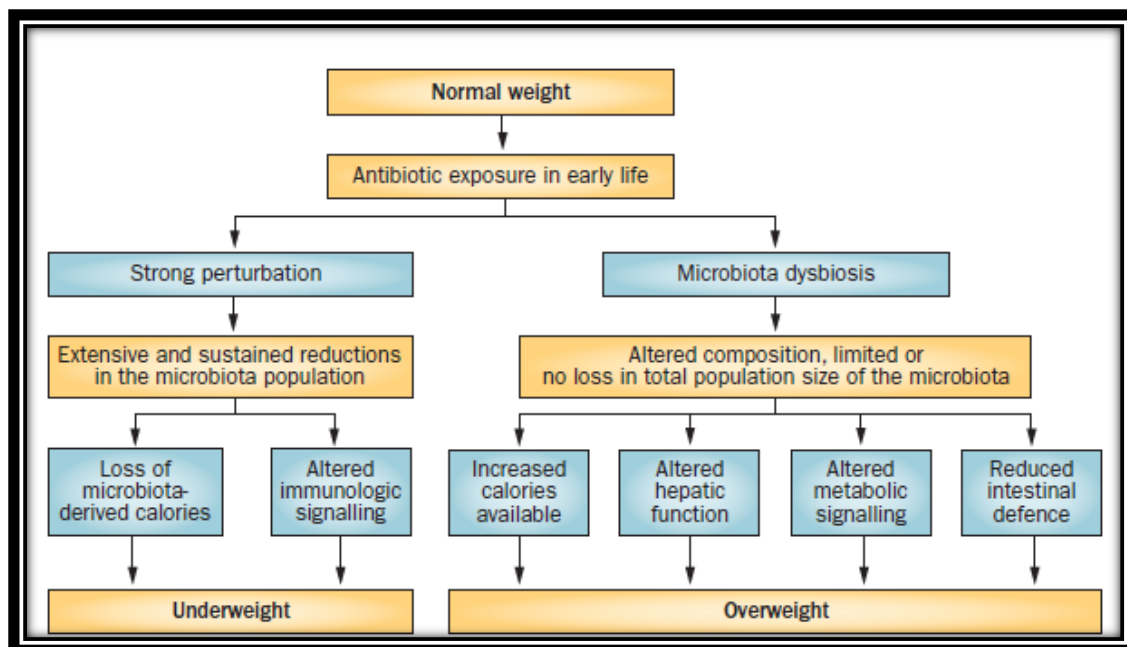 Normal weight
Antibiotic exposure in early life
Strong perturbation
Microbiota dysbiosis
Extensive and sustained reductions
in the microbiota population
Altered composition, limited or
no loss in total population size of the microbiota
Loss of
microbiota-
derived calories
Altered
immunologic
signalling
Increased
calories
available
Altered
hepatic
function
Altered
metabolic
signalling
Reduced
intestinal
defence
Underweight
Overweight